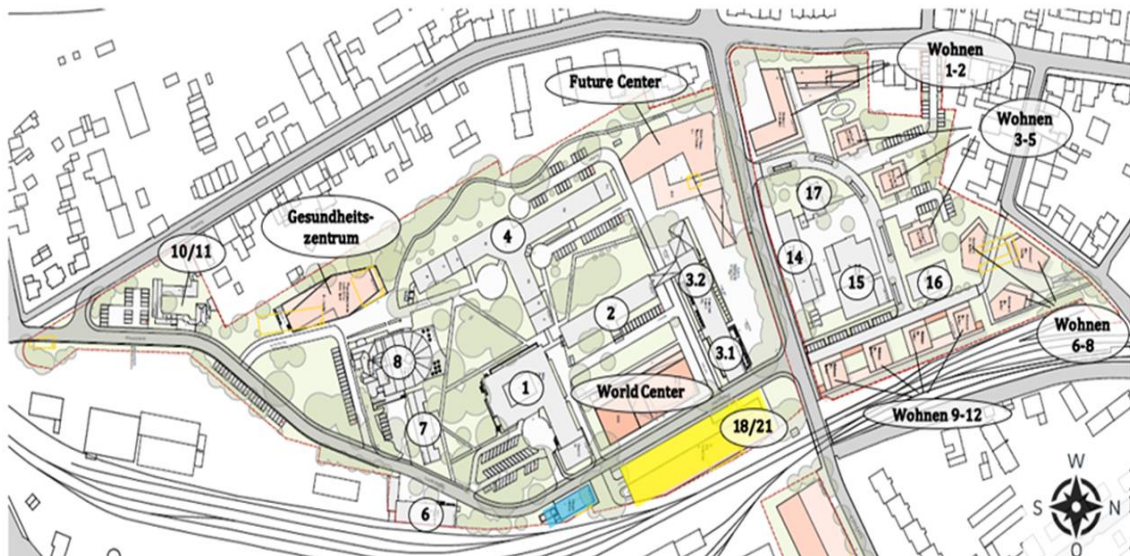 Wohnen
1-2
Future Center
Wohnen
3-5
17
Gesundheits-
zentrum
4
10/11
14
3.2
15
16
2
Wohnen
6-8
8
3.1
1
World Center
Wohnen 9-12
7
18/21
6
W
S
N
O